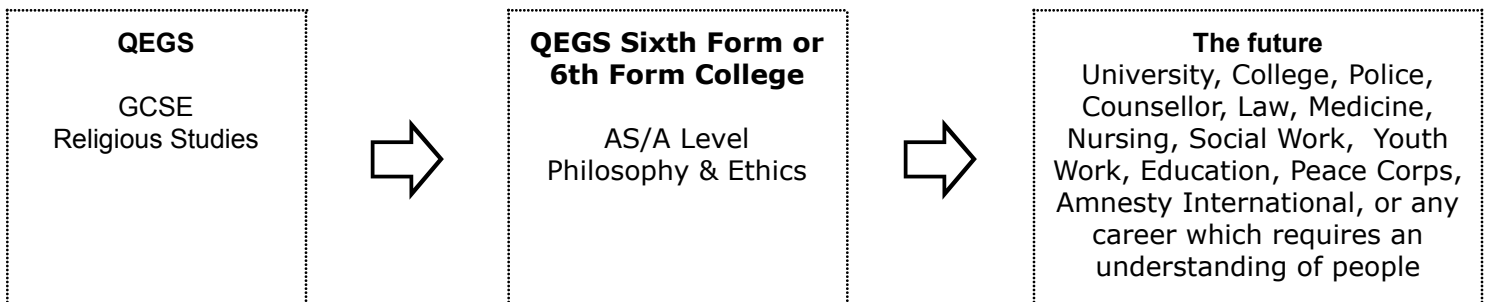 QEGS
GCSE
Religious Studies
QEGS Sixth Form or
6th Form College
AS/A Level
Philosophy & Ethics
The future
University, College, Police,
Counsellor, Law, Medicine,
Nursing, Social Work, Youth
Work, Education, Peace Corps,
Amnesty International, or any
career which requires an
understanding of people